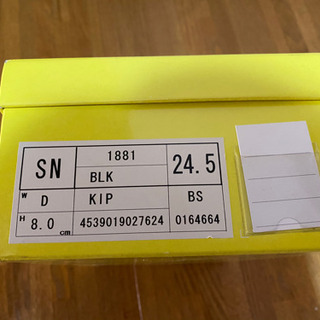 SN 1881 24.5
BLK
W D KIP BS
H 8.0 cm 4539019027624 0164664